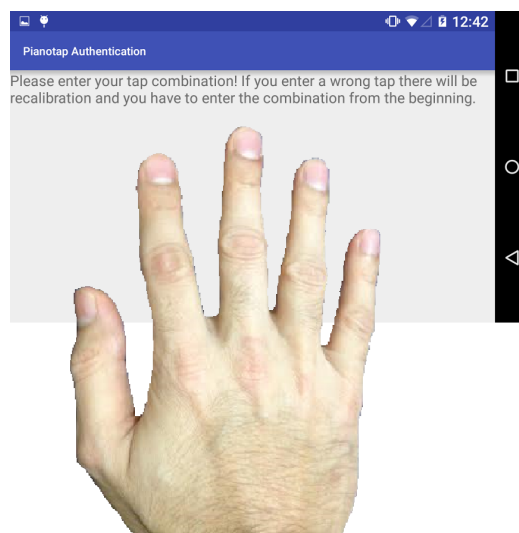 12:42
Pianotap Authentication
Please enter your tap combination! If you enter a wrong tap there will be
recalibration and you have to enter the combination from the beginning.